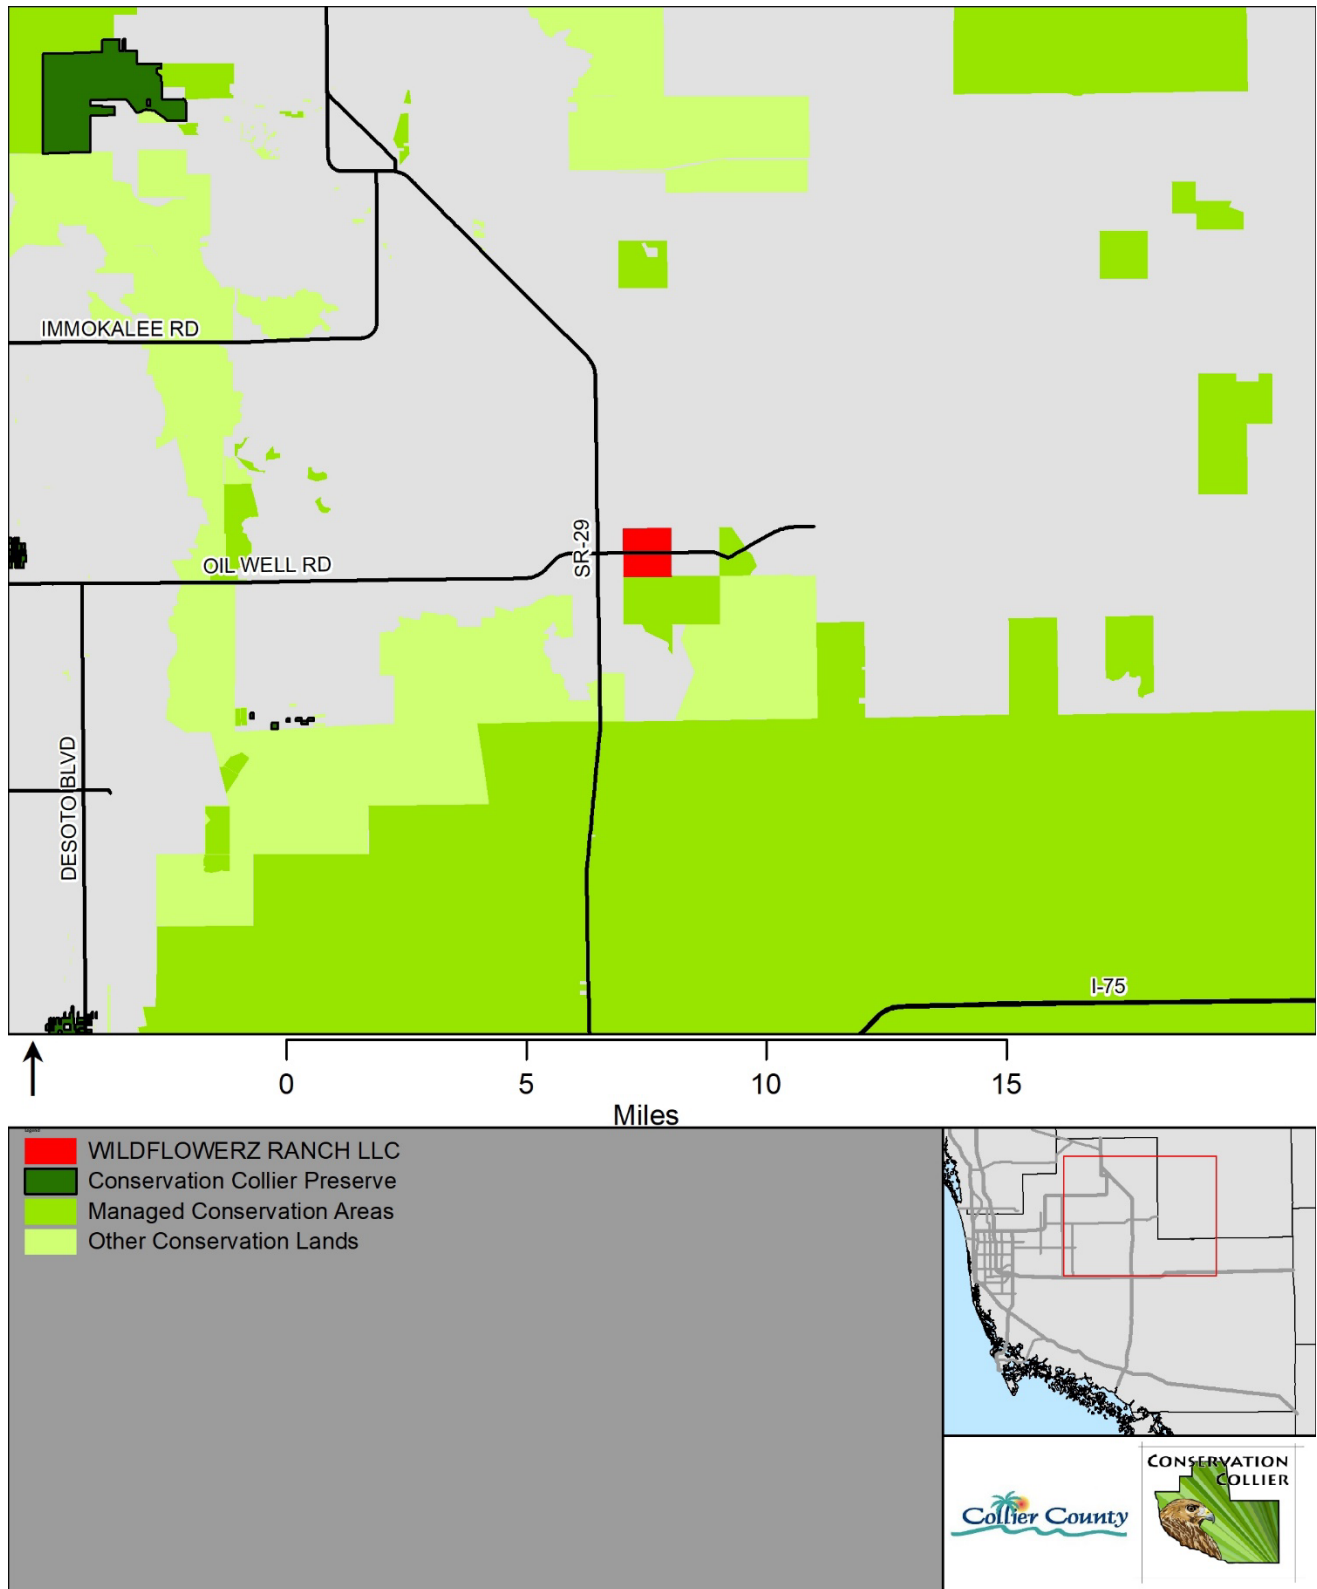 IMMOKALEE RD
OIL WELL RD
SR-29
DESOTO BLVD
I-75
0 5 10 15
Miles
WILDFLOWERZ RANCH LLC
Conservation Collier Preserve
Managed Conservation Areas
Other Conservation Lands
CONSERVATION
COLLIER
Collier County